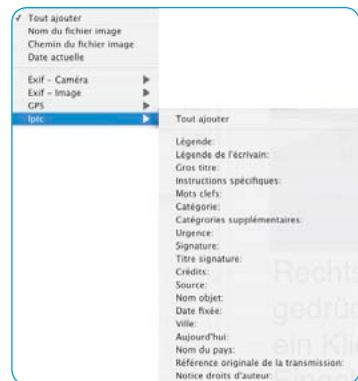 ✓ Tout ajouter
Nom du fichier image
Chemin du fichier image
Date actuelle
Exif - Caméra
Exif - Image
GPS
Iptc
Tout ajouter
Légende:
Légende de l'écrivain:
Gros titre:
Instructions spécifiques:
Mots clefs:
Catégorie:
Catégrories supplémentaires:
Urgence:
Signature:
Titre signature:
Crédits:
Source:
Nom objet:
Date fixée:
Ville:
Aujourd'hui:
Nom du pays:
Référence originale de la transmission:
Notice droits d'auteur:
Rechts
gedrüc
ein Kli